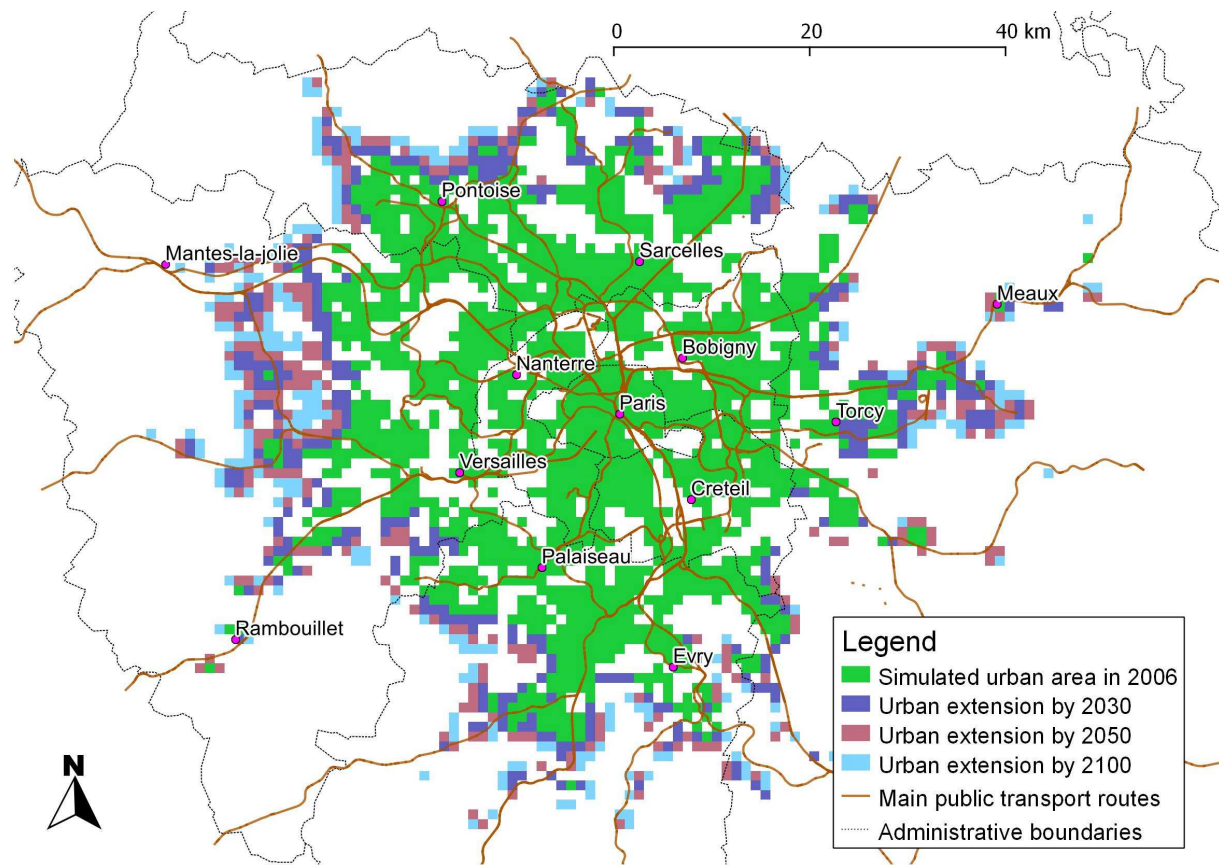 0 20 40 km
Pontoise
Mantes-la-jolie
Sarcelles
Meaux
Bobigny
Nanterre
Paris
Torcy
Versailles
Creteil
Palaiseau
Rambouillet
Evry
N
Legend
Simulated urban area in 2006
Urban extension by 2030
Urban extension by 2050
Urban extension by 2100
Main public transport routes
Administrative boundaries